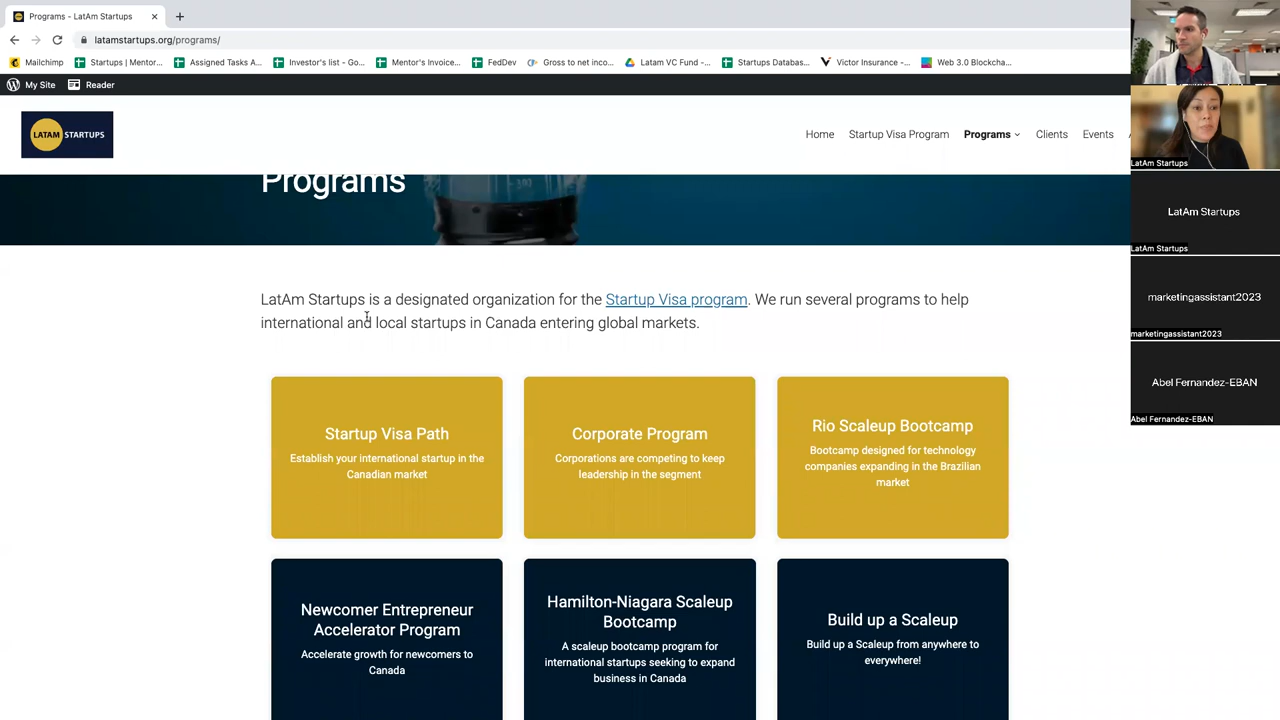 Programs - LatAm Startups
latamstartups.org/programs/
Mailchimp
Startups | Mentor...
Assigned Tasks A...
Investor's list - Go...
Mentor's Invoice...
FedDev
Gross to net inco...
Latam VC Fund -...
Startups Databas...
Victor Insurance -...
Web 3.0 Blockcha...
My Site
Reader
LATAM STARTUPS
Home
Startup Visa Program
Programs
Clients
Events
Programs
LatAm Startups is a designated organization for the Startup Visa program. We run several programs to help
international and local startups in Canada entering global markets.
Startup Visa Path
Establish your international startup in the
Canadian market
Corporate Program
Corporations are competing to keep
leadership in the segment
Rio Scaleup Bootcamp
Bootcamp designed for technology
companies expanding in the Brazilian
market
Newcomer Entrepreneur
Accelerator Program
Accelerate growth for newcomers to
Canada
Hamilton-Niagara Scaleup
Bootcamp
A scaleup bootcamp program for
international startups seeking to expand
business in Canada
Build up a Scaleup
Build up a Scaleup from anywhere to
everywhere!
LatAm Startups
LatAm Startups
LatAm Startups
marketingassistant2023
marketingassistant2023
Abel Fernandez-EBAN
Abel Fernandez-EBAN